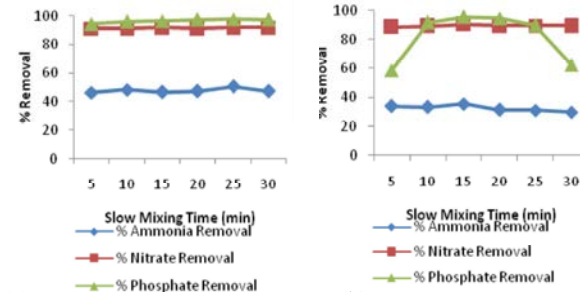 % Removal
100
80
60
40
20
0
5 10 15 20 25 30
Slow Mixing Time (min)
% Ammonia Removal
% Nitrate Removal
% Phosphate Removal
% Removal
100
80
60
40
20
0
5 10 15 20 25 30
Slow Mixing Time (min)
% Ammonia Removal
% Nitrate Removal
% Phosphate Removal